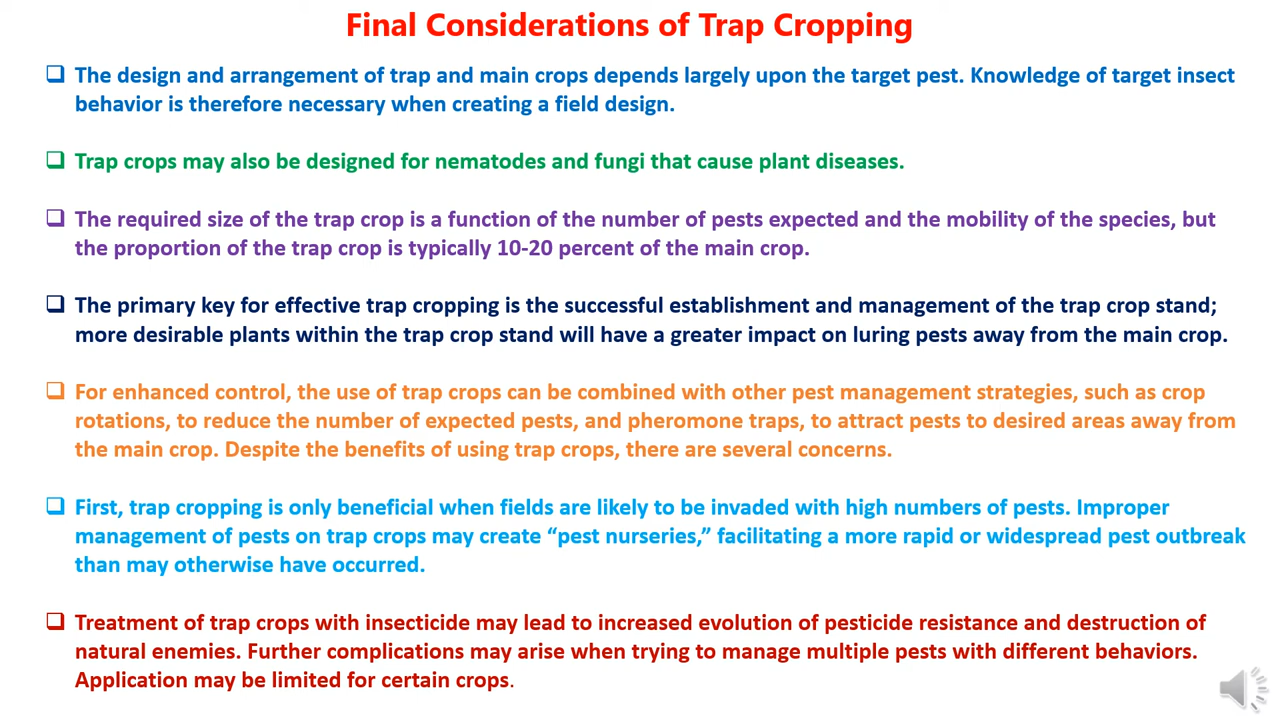 Final Considerations of Trap Cropping
The design and arrangement of trap and main crops depends largely upon the target pest. Knowledge of target insect
behavior is therefore necessary when creating a field design.
Trap crops may also be designed for nematodes and fungi that cause plant diseases.
The required size of the trap crop is a function of the number of pests expected and the mobility of the species, but
the proportion of the trap crop is typically 10-20 percent of the main crop.
The primary key for effective trap cropping is the successful establishment and management of the trap crop stand;
more desirable plants within the trap crop stand will have a greater impact on luring pests away from the main crop.
For enhanced control, the use of trap crops can be combined with other pest management strategies, such as crop
rotations, to reduce the number of expected pests, and pheromone traps, to attract pests to desired areas away from
the main crop. Despite the benefits of using trap crops, there are several concerns.
First, trap cropping is only beneficial when fields are likely to be invaded with high numbers of pests. Improper
management of pests on trap crops may create “pest nurseries,” facilitating a more rapid or widespread pest outbreak
than may otherwise have occurred.
Treatment of trap crops with insecticide may lead to increased evolution of pesticide resistance and destruction of
natural enemies. Further complications may arise when trying to manage multiple pests with different behaviors.
Application may be limited for certain crops.